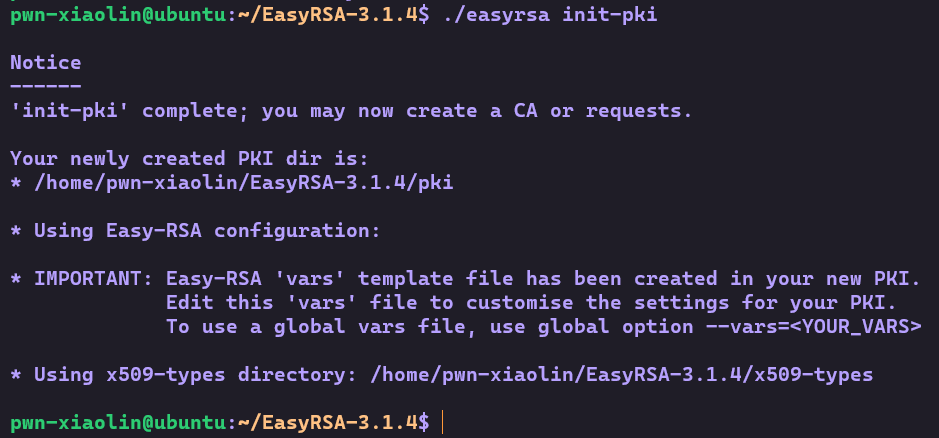 pwn-xiaolin@ubuntu:~/EasyRSA-3.1.4$ ./easyrsa init-pki
Notice
------
'init-pki' complete; you may now create a CA or requests.
Your newly created PKI dir is:
* /home/pwn-xiaolin/EasyRSA-3.1.4/pki
* Using Easy-RSA configuration:
* IMPORTANT: Easy-RSA 'vars' template file has been created in your new PKI.
Edit this 'vars' file to customise the settings for your PKI.
To use a global vars file, use global option --vars=<YOUR_VARS>
* Using x509-types directory: /home/pwn-xiaolin/EasyRSA-3.1.4/x509-types
pwn-xiaolin@ubuntu:~/EasyRSA-3.1.4$